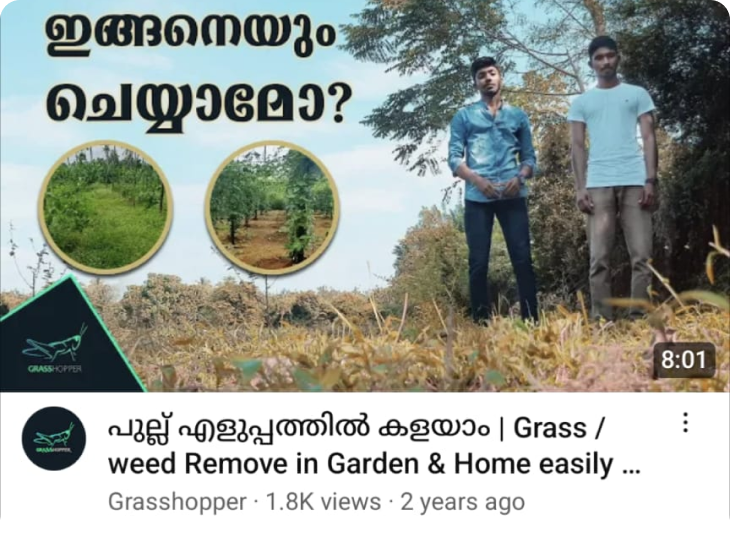 ഇങ്ങനെയും
ചെയ്യാമോ?
GRASSHOPPER
8:01
GRASSHOPPER
പുല്ല് എളുപ്പത്തിൽ കളയാം | Grass /
weed Remove in Garden & Home easily ...
Grasshopper · 1.8K views · 2 years ago